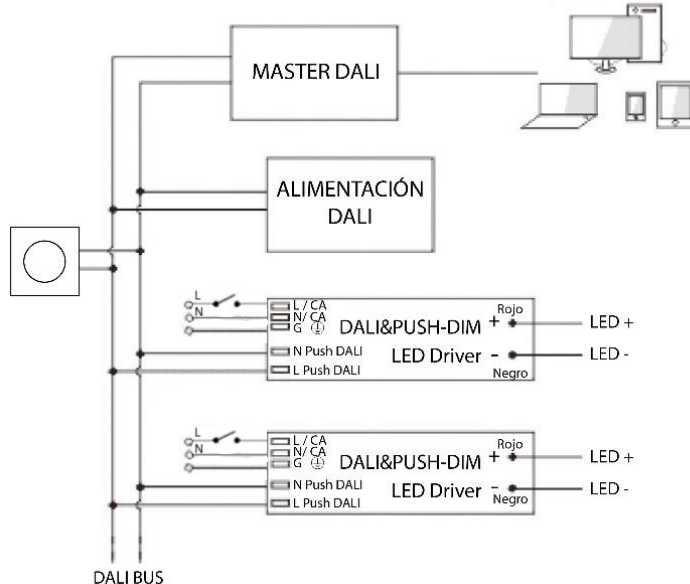 MASTER DALI
ALIMENTACIÓN
DALI
L
N
L / CA
N/ CA
G
N Push DALI
L Push DALI
DALI&PUSH-DIM
LED Driver
+
-
Rojo
Negro
LED +
LED -
L
N
L / CA
N/ CA
G
N Push DALI
L Push DALI
DALI&PUSH-DIM
LED Driver
+
-
Rojo
Negro
LED +
LED -
DALI BUS